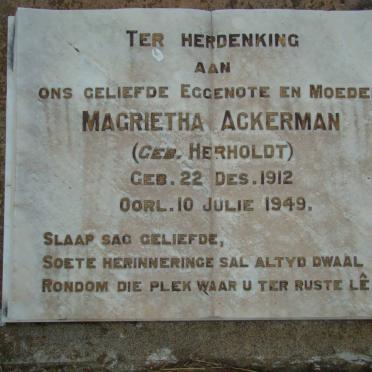 TER HERDENKING
AAN
ONS GELIEFDE EGGENOTE EN MOEDE
MAGRIETHA ACKERMAN
(GEB. HERHOLDT)
GEB. 22 DES. 1912
OORL. 10 JULIE 1949.
SLAAP SAG GELIEFDE,
SOETE HERINNERINGE SAL ALTYD DWAAL
RONDOM DIE PLEK WAAR U TER RUSTE LÊ